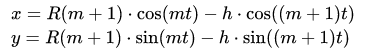 x = R(m + 1) · cos(mt) − h · cos((m + 1)t)
y = R(m + 1) · sin(mt) − h · sin((m + 1)t)